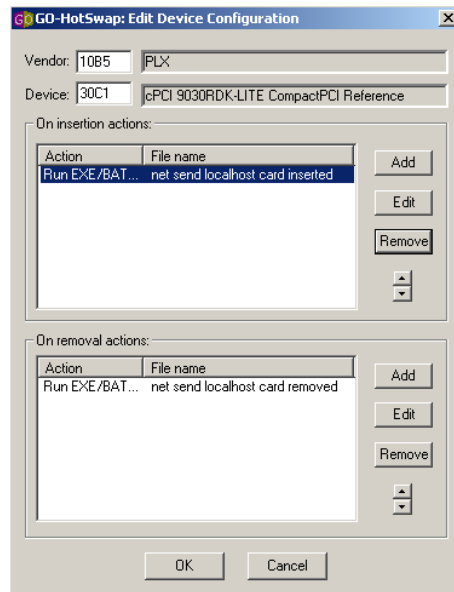 GO GO-HotSwap: Edit Device Configuration
Vendor: 10B5 PLX
Device: 30C1 cPCI 9030RDK-LITE CompactPCI Reference
On insertion actions:
Action File name
Run EXE/BAT... net send localhost card inserted
Add
Edit
Remove
On removal actions:
Action File name
Run EXE/BAT... net send localhost card removed
Add
Edit
Remove
OK Cancel